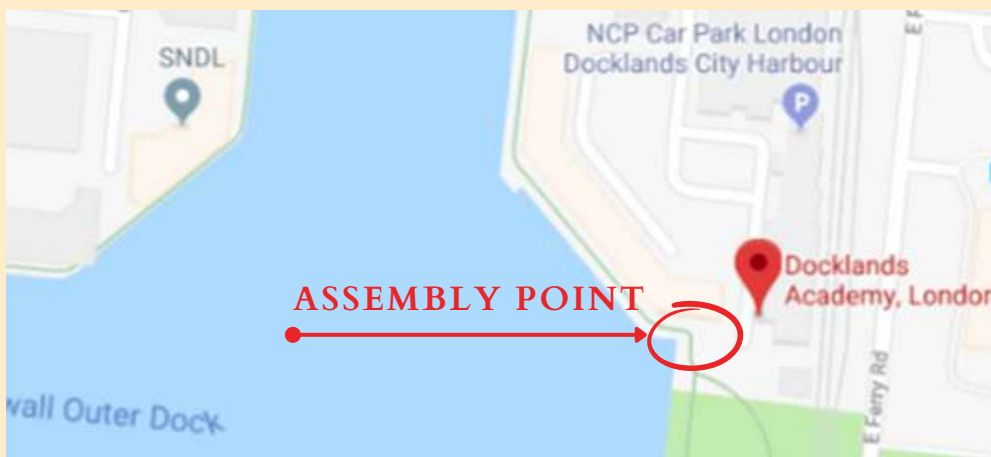 SNDL
NCP Car Park London
Docklands City Harbour
P
E F
Docklands
Academy, London
ASSEMBLY POINT
wall Outer Dock
E Ferry Rd